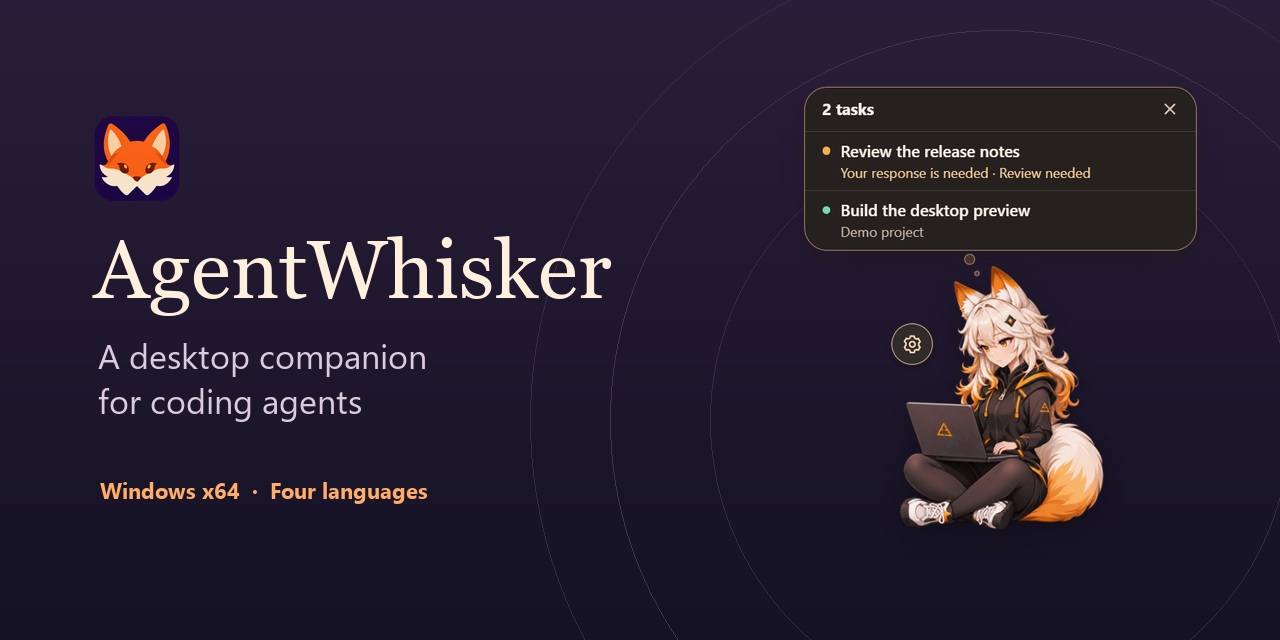 AgentWhisker
A desktop companion
for coding agents
Windows x64 · Four languages
2 tasks
Review the release notes
Your response is needed · Review needed
Build the desktop preview
Demo project